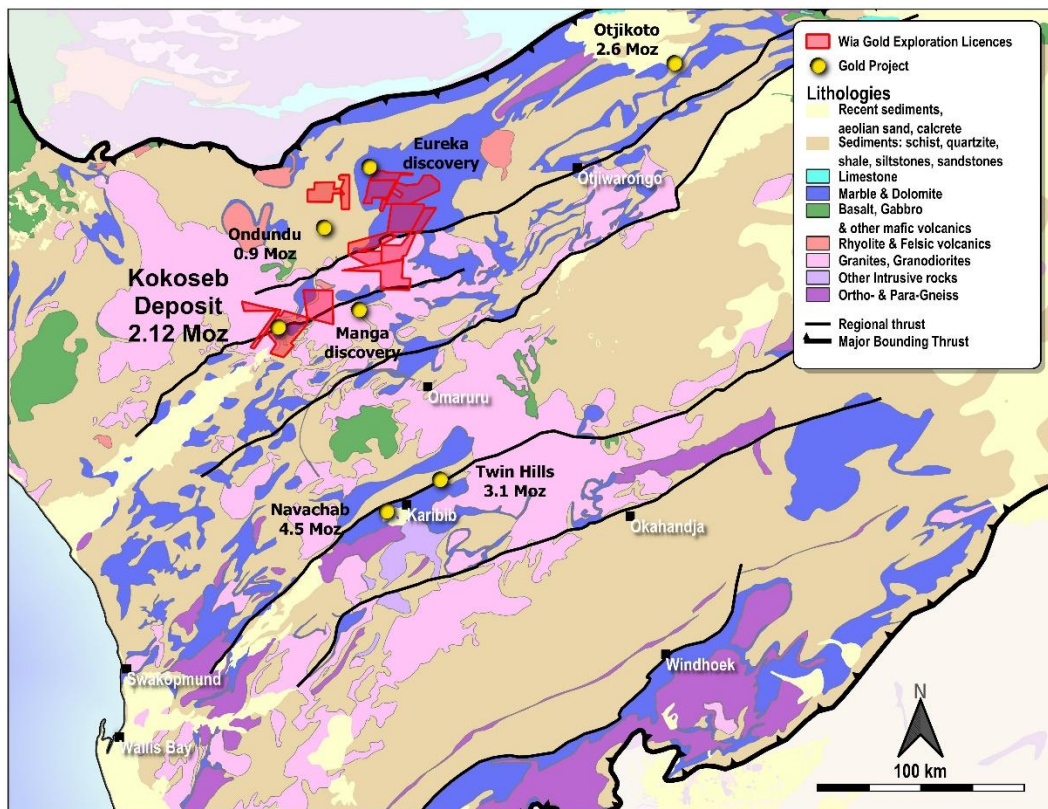 Otjikoto
2.6 Moz
Eureka
discovery
Otjiwarongo
Ondundu
0.9 Moz
Kokoseb
Deposit
2.12 Moz
Manga
discovery
Omaruru
Twin Hills
3.1 Moz
Navachab
4.5 Moz
Karibib
Okahandja
Swakopmund
Windhoek
Wallis Bay
Wia Gold Exploration Licences
Gold Project
Lithologies
Recent sediments,
aeolian sand, calcrete
Sediments: schist, quartzite,
shale, siltstones, sandstones
Limestone
Marble & Dolomite
Basalt, Gabbro
& other mafic volcanics
Rhyolite & Felsic volcanics
Granites, Granodiorites
Other Intrusive rocks
Ortho- & Para-Gneiss
Regional thrust
Major Bounding Thrust
N
100 km